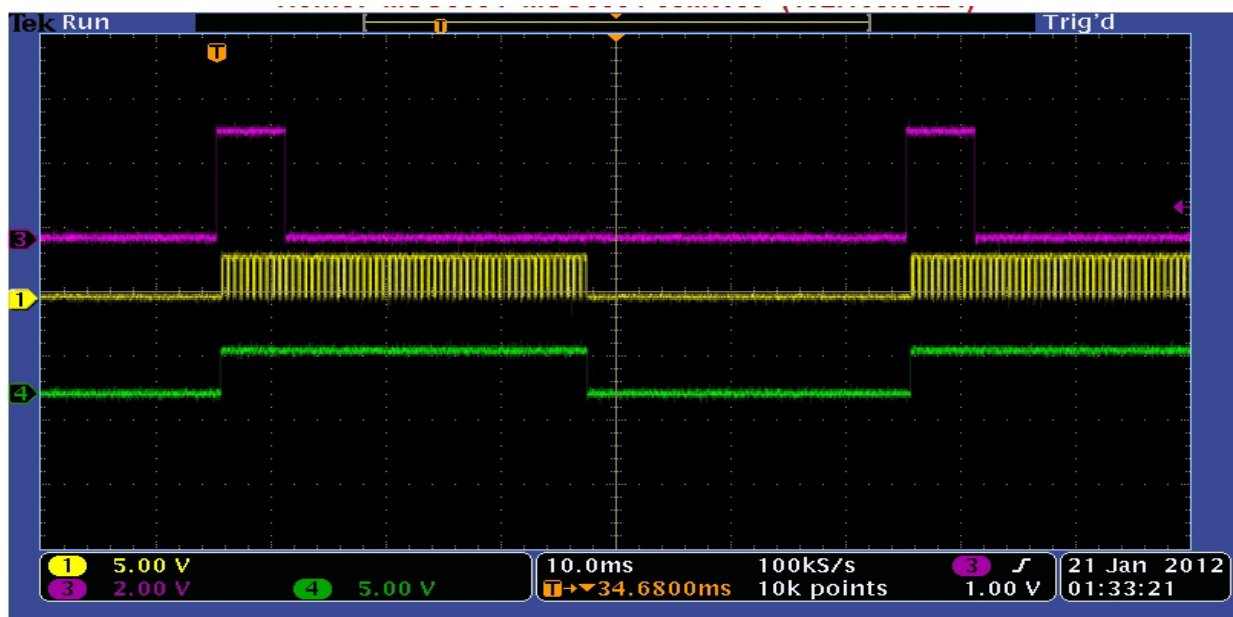 Tek Run Trig'd
T
T
3
1
4
1 5.00 V 10.0ms 100kS/s 3 21 Jan 2012
3 2.00 V 4 5.00 V T→▼34.6800ms 10k points 1.00 V 01:33:21